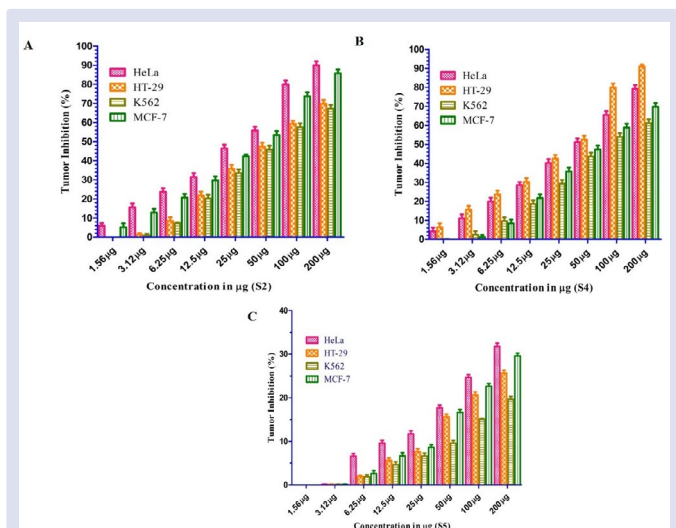 A
100
90
80
70
60
50
40
30
20
10
0
Tumor Inhibition (%)
HeLa
HT-29
K562
MCF-7
1.56µg
3.12µg
6.25µg
12.5µg
25µg
50µg
100µg
200µg
Concentration in µg (S2)
B
100
90
80
70
60
50
40
30
20
10
0
Tumor Inhibition (%)
HeLa
HT-29
K562
MCF-7
1.56µg
3.12µg
6.25µg
12.5µg
25µg
50µg
100µg
200µg
Concentration in µg (S4)
C
40
30
20
10
0
Tumor Inhibition (%)
HeLa
HT-29
K562
MCF-7
1.56µg
3.12µg
6.25µg
12.5µg
25µg
50µg
100µg
200µg
Concentration in µg (S5)